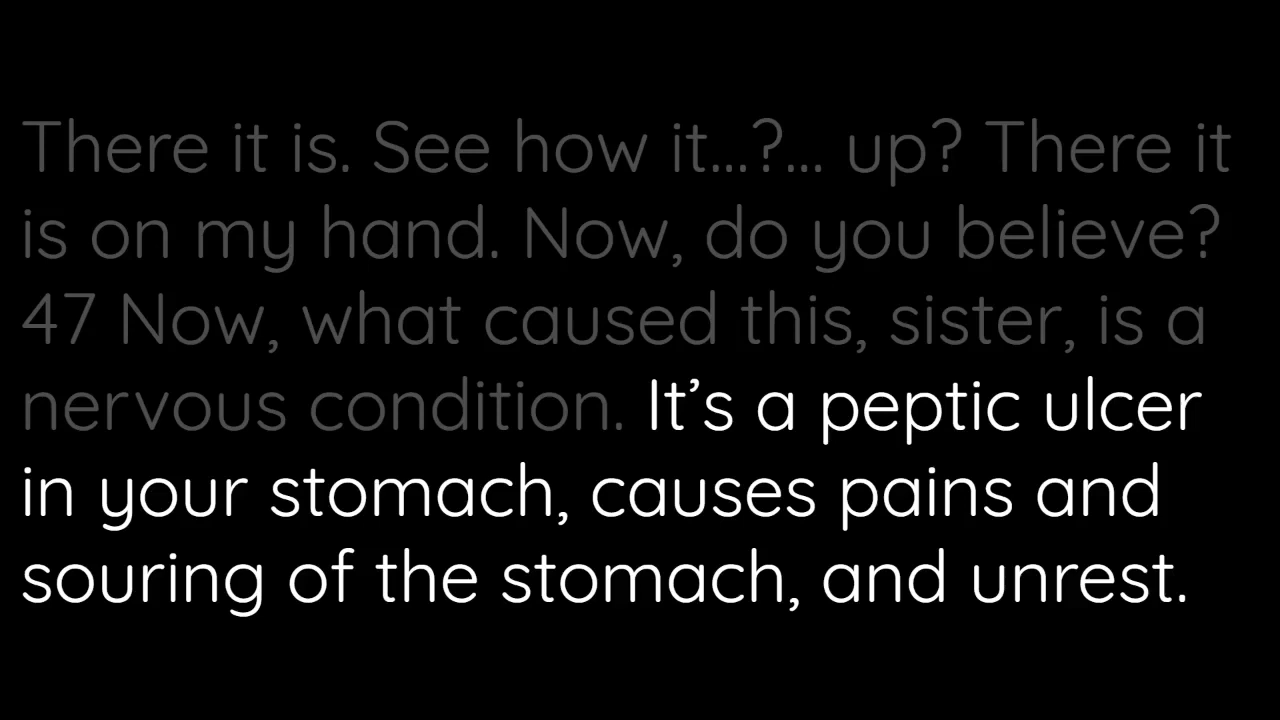 There it is. See how it...?... up? There it
is on my hand. Now, do you believe?
47 Now, what caused this, sister, is a
nervous condition. It’s a peptic ulcer
in your stomach, causes pains and
souring of the stomach, and unrest.